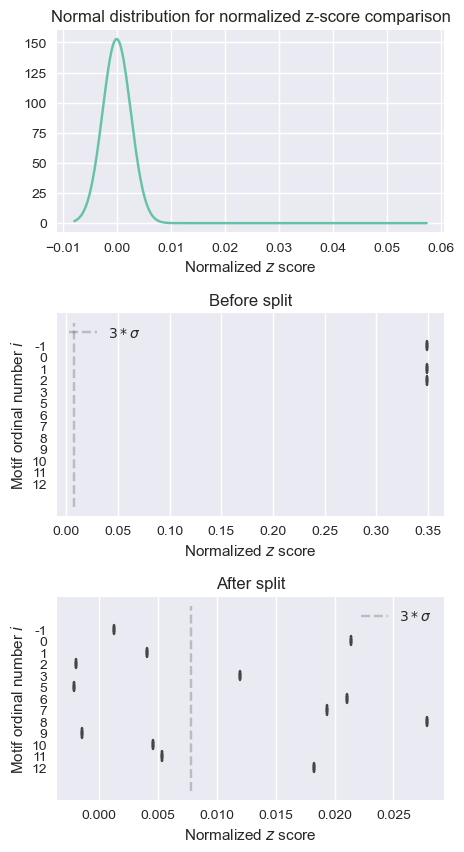 Normal distribution for normalized z-score comparison
150
125
100
75
50
25
0
−0.01 0.00 0.01 0.02 0.03 0.04 0.05 0.06
Normalized z score
Before split
3 * σ
Motif ordinal number i
-1
0
1
2
3
5
6
7
8
9
10
11
12
0.00 0.05 0.10 0.15 0.20 0.25 0.30 0.35
Normalized z score
After split
3 * σ
Motif ordinal number i
-1
0
1
2
3
5
6
7
8
9
10
11
12
0.000 0.005 0.010 0.015 0.020 0.025
Normalized z score